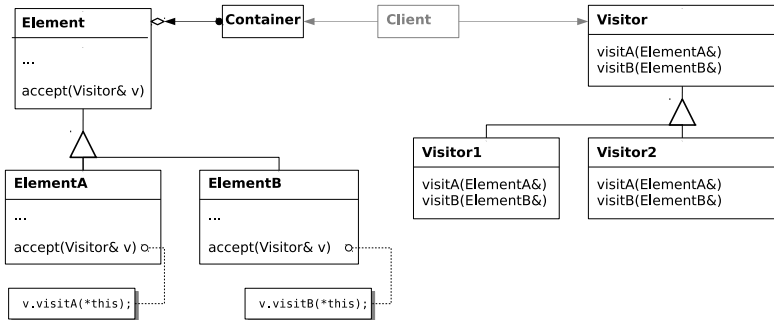 Element
...
accept(Visitor& v)
Container
Client
Visitor
visitA(ElementA&)
visitB(ElementB&)
ElementA
...
accept(Visitor& v)
v.visitA(*this);
ElementB
...
accept(Visitor& v)
v.visitB(*this);
Visitor1
visitA(ElementA&)
visitB(ElementB&)
Visitor2
visitA(ElementA&)
visitB(ElementB&)